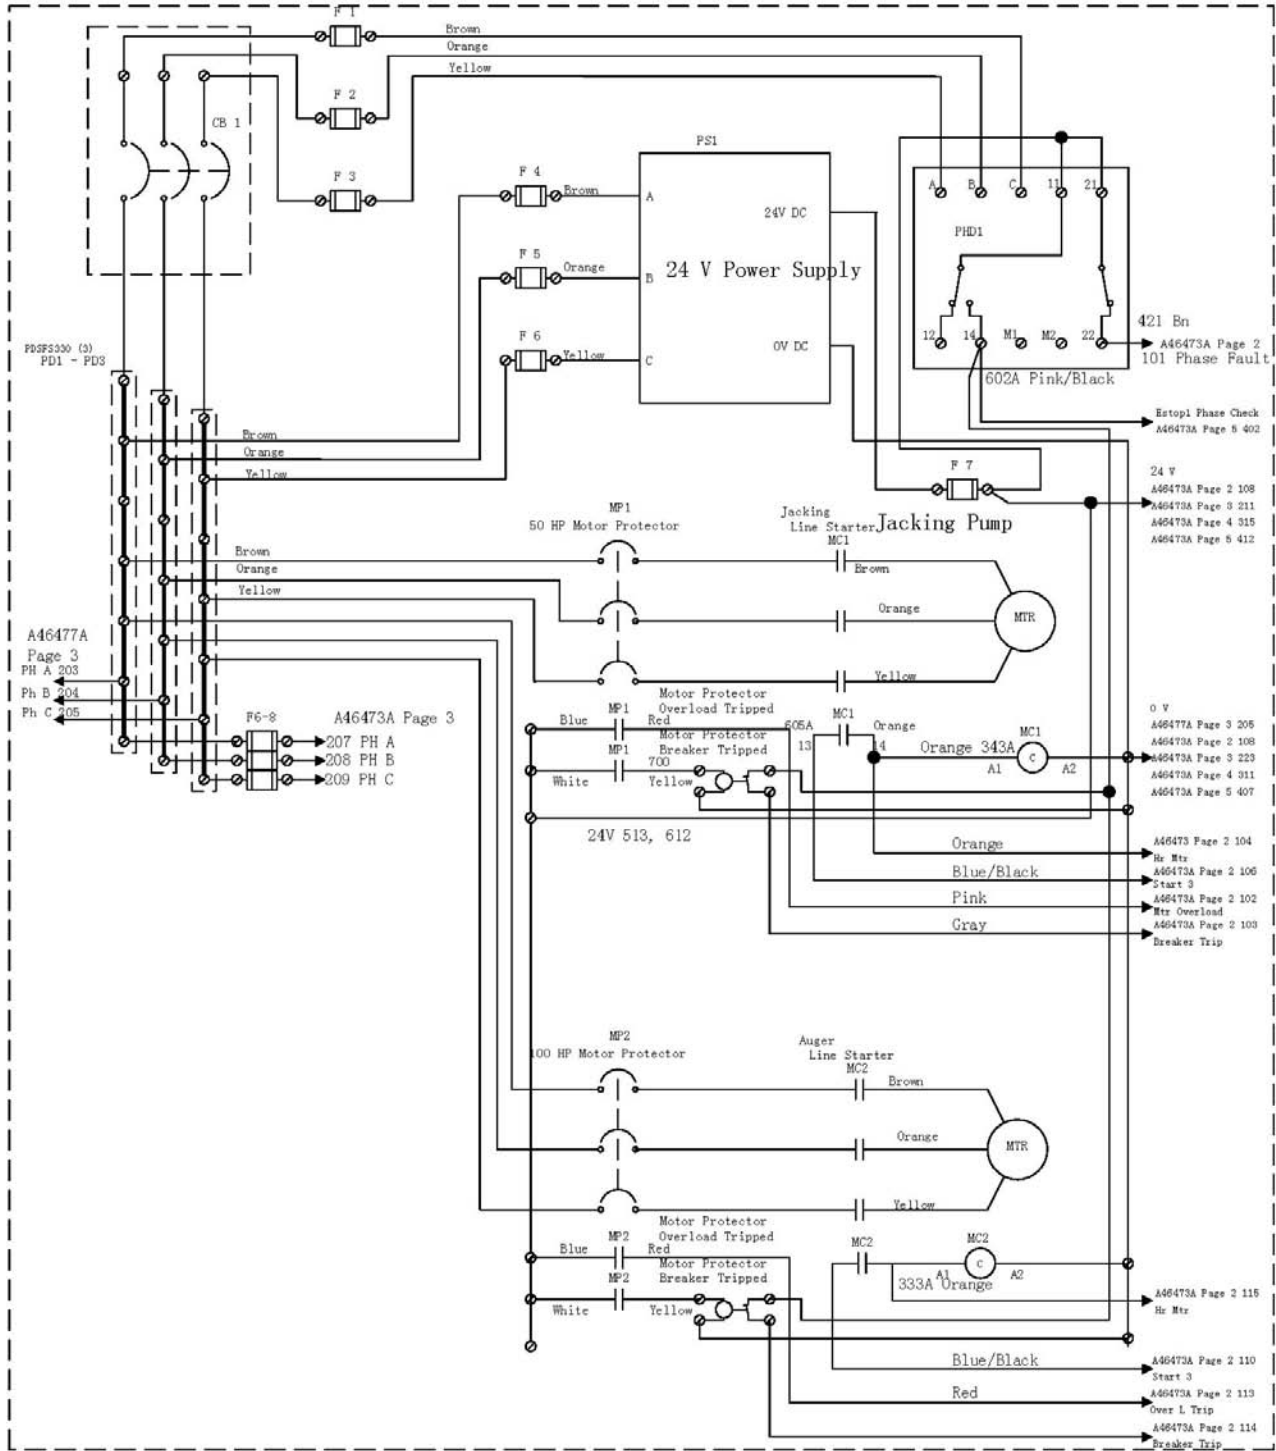 F 1
Brown
Orange
Yellow
F 2
CB 1
F 3
PS1
F 4
Brown
A
24V DC
A
B
C
11
21
PHD1
F 5
Orange
B
24 V Power Supply
F 6
Yellow
C
0V DC
12
14
M1
M2
22
421 Bn
A46473A Page 2
101 Phase Fault
602A Pink/Black
PDSFS330 (3)
PD1 - PD3
Estop1 Phase Check
A46473A Page 5 402
Brown
Orange
Yellow
F 7
24 V
A46473A Page 2 108
A46473A Page 3 211
A46473A Page 4 315
A46473A Page 5 412
MP1
50 HP Motor Protector
Jacking
Line Starter
MC1
Jacking Pump
Brown
Orange
Yellow
Brown
Orange
MTR
Yellow
A46477A
Page 3
PH A 203
Ph B 204
Ph C 205
F6-8
A46473A Page 3
207 PH A
208 PH B
209 PH C
Motor Protector
Overload Tripped
MP1
Blue
Red
Motor Protector
Breaker Tripped
MP1
White
700
Yellow
605A
MC1
Orange
13
14
Orange 343A
MC1
C
A1
A2
0 V
A46477A Page 3 205
A46473A Page 2 108
A46473A Page 3 223
A46473A Page 4 311
A46473A Page 5 407
24V 513, 612
Orange
A46473 Page 2 104
Hr Mtr
Blue/Black
A46473A Page 2 106
Start 3
Pink
A46473A Page 2 102
Mtr Overload
Gray
A46473A Page 2 103
Breaker Trip
MP2
100 HP Motor Protector
Auger
Line Starter
MC2
Brown
Orange
MTR
Yellow
Motor Protector
Overload Tripped
MP2
Blue
Red
Motor Protector
Breaker Tripped
MP2
White
Yellow
MC2
MC2
C
A1
A2
333A Orange
A46473A Page 2 115
Hr Mtr
Blue/Black
A46473A Page 2 110
Start 3
Red
A46473A Page 2 113
Over L Trip
A46473A Page 2 114
Breaker Trip